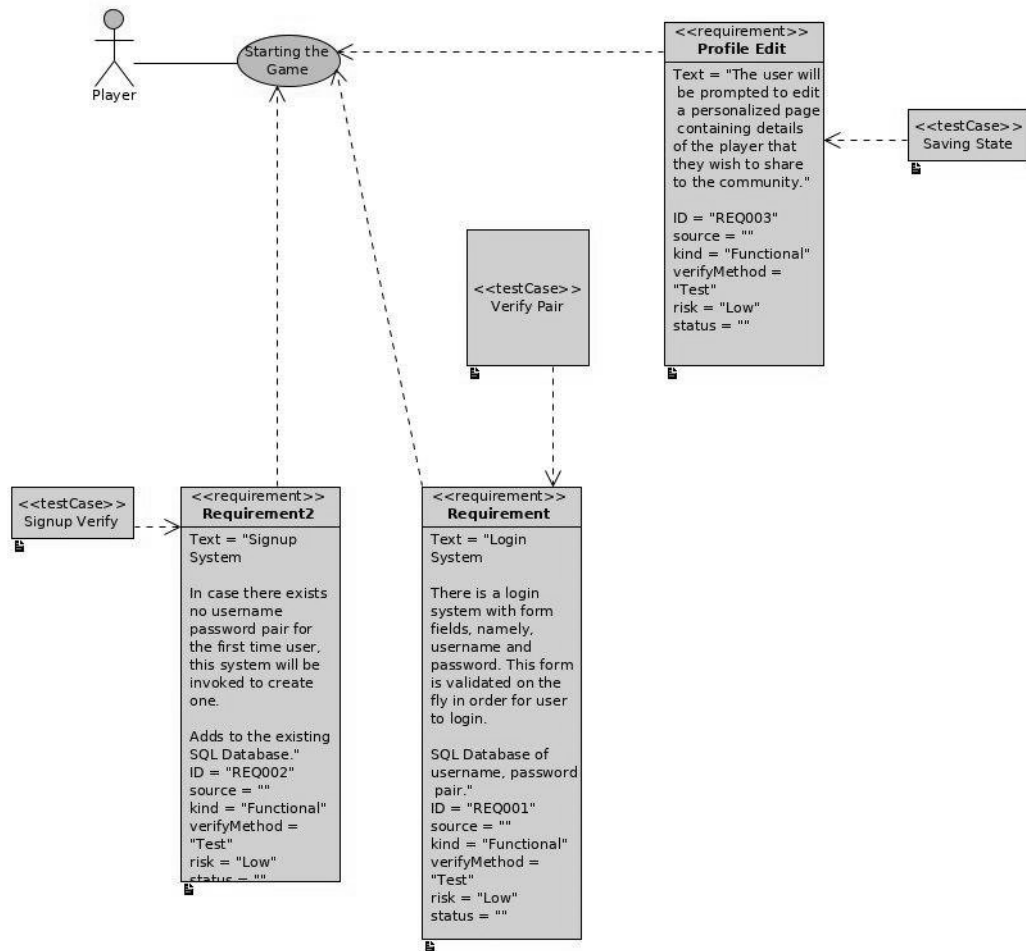 Player
Starting the
Game
<<requirement>>
Profile Edit
Text = "The user will
be prompted to edit
a personalized page
containing details
of the player that
they wish to share
to the community."
ID = "REQ003"
source = ""
kind = "Functional"
verifyMethod =
"Test"
risk = "Low"
status = ""
<<testCase>>
Saving State
<<testCase>>
Verify Pair
<<testCase>>
Signup Verify
<<requirement>>
Requirement2
Text = "Signup
System
In case there exists
no username
password pair for
the first time user,
this system will be
invoked to create
one.
Adds to the existing
SQL Database."
ID = "REQ002"
source = ""
kind = "Functional"
verifyMethod =
"Test"
risk = "Low"
status = ""
<<requirement>>
Requirement
Text = "Login
System
There is a login
system with form
fields, namely,
username and
password. This form
is validated on the
fly in order for user
to login.
SQL Database of
username, password
pair."
ID = "REQ001"
source = ""
kind = "Functional"
verifyMethod =
"Test"
risk = "Low"
status = ""